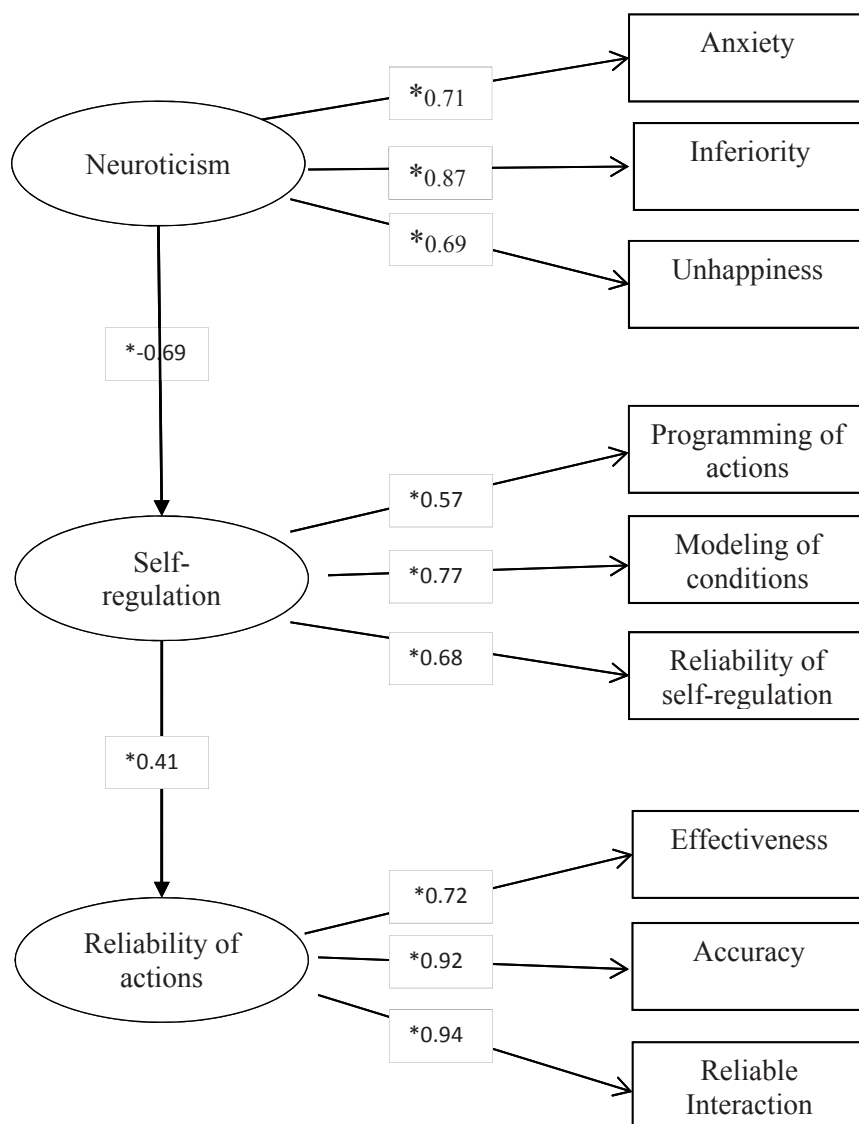 Anxiety
*0.71
Neuroticism
Inferiority
*0.87
*0.69
Unhappiness
*-0.69
Programming of
actions
*0.57
Self-
regulation
Modeling of
conditions
*0.77
*0.68
Reliability of
self-regulation
*0.41
Effectiveness
*0.72
Reliability of
actions
Accuracy
*0.92
*0.94
Reliable
Interaction